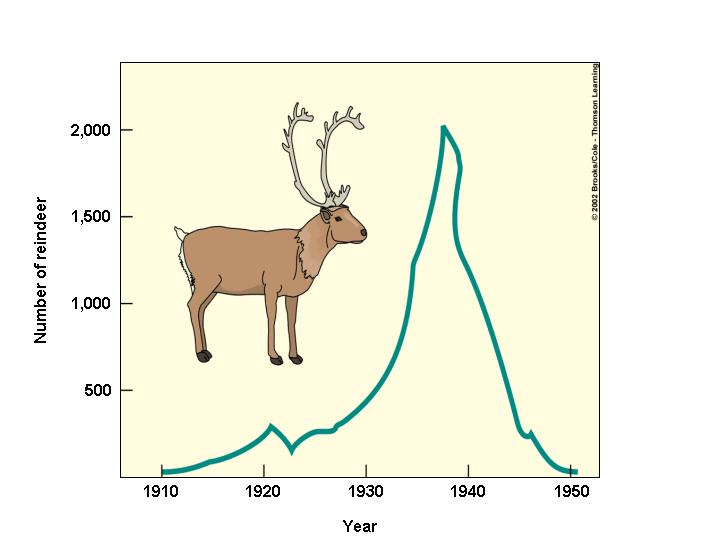 © 2002 Brooks/Cole - Thomson Learning
2,000
1,500
1,000
500
Number of reindeer
1910 1920 1930 1940 1950
Year